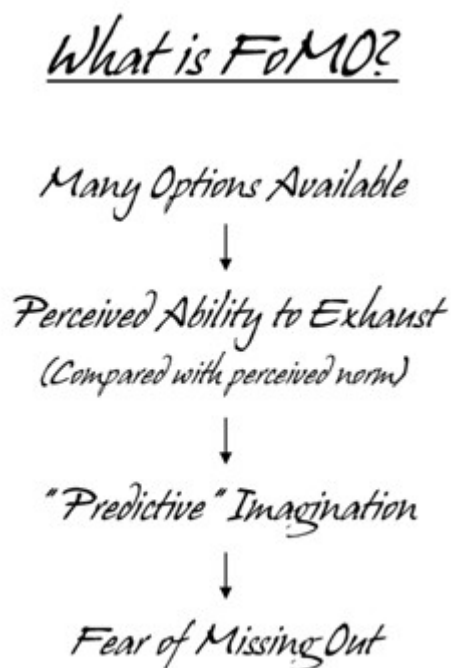 What is FoMO?
Many Options Available
Perceived Ability to Exhaust
(Compared with perceived norm)
"Predictive" Imagination
Fear of Missing Out